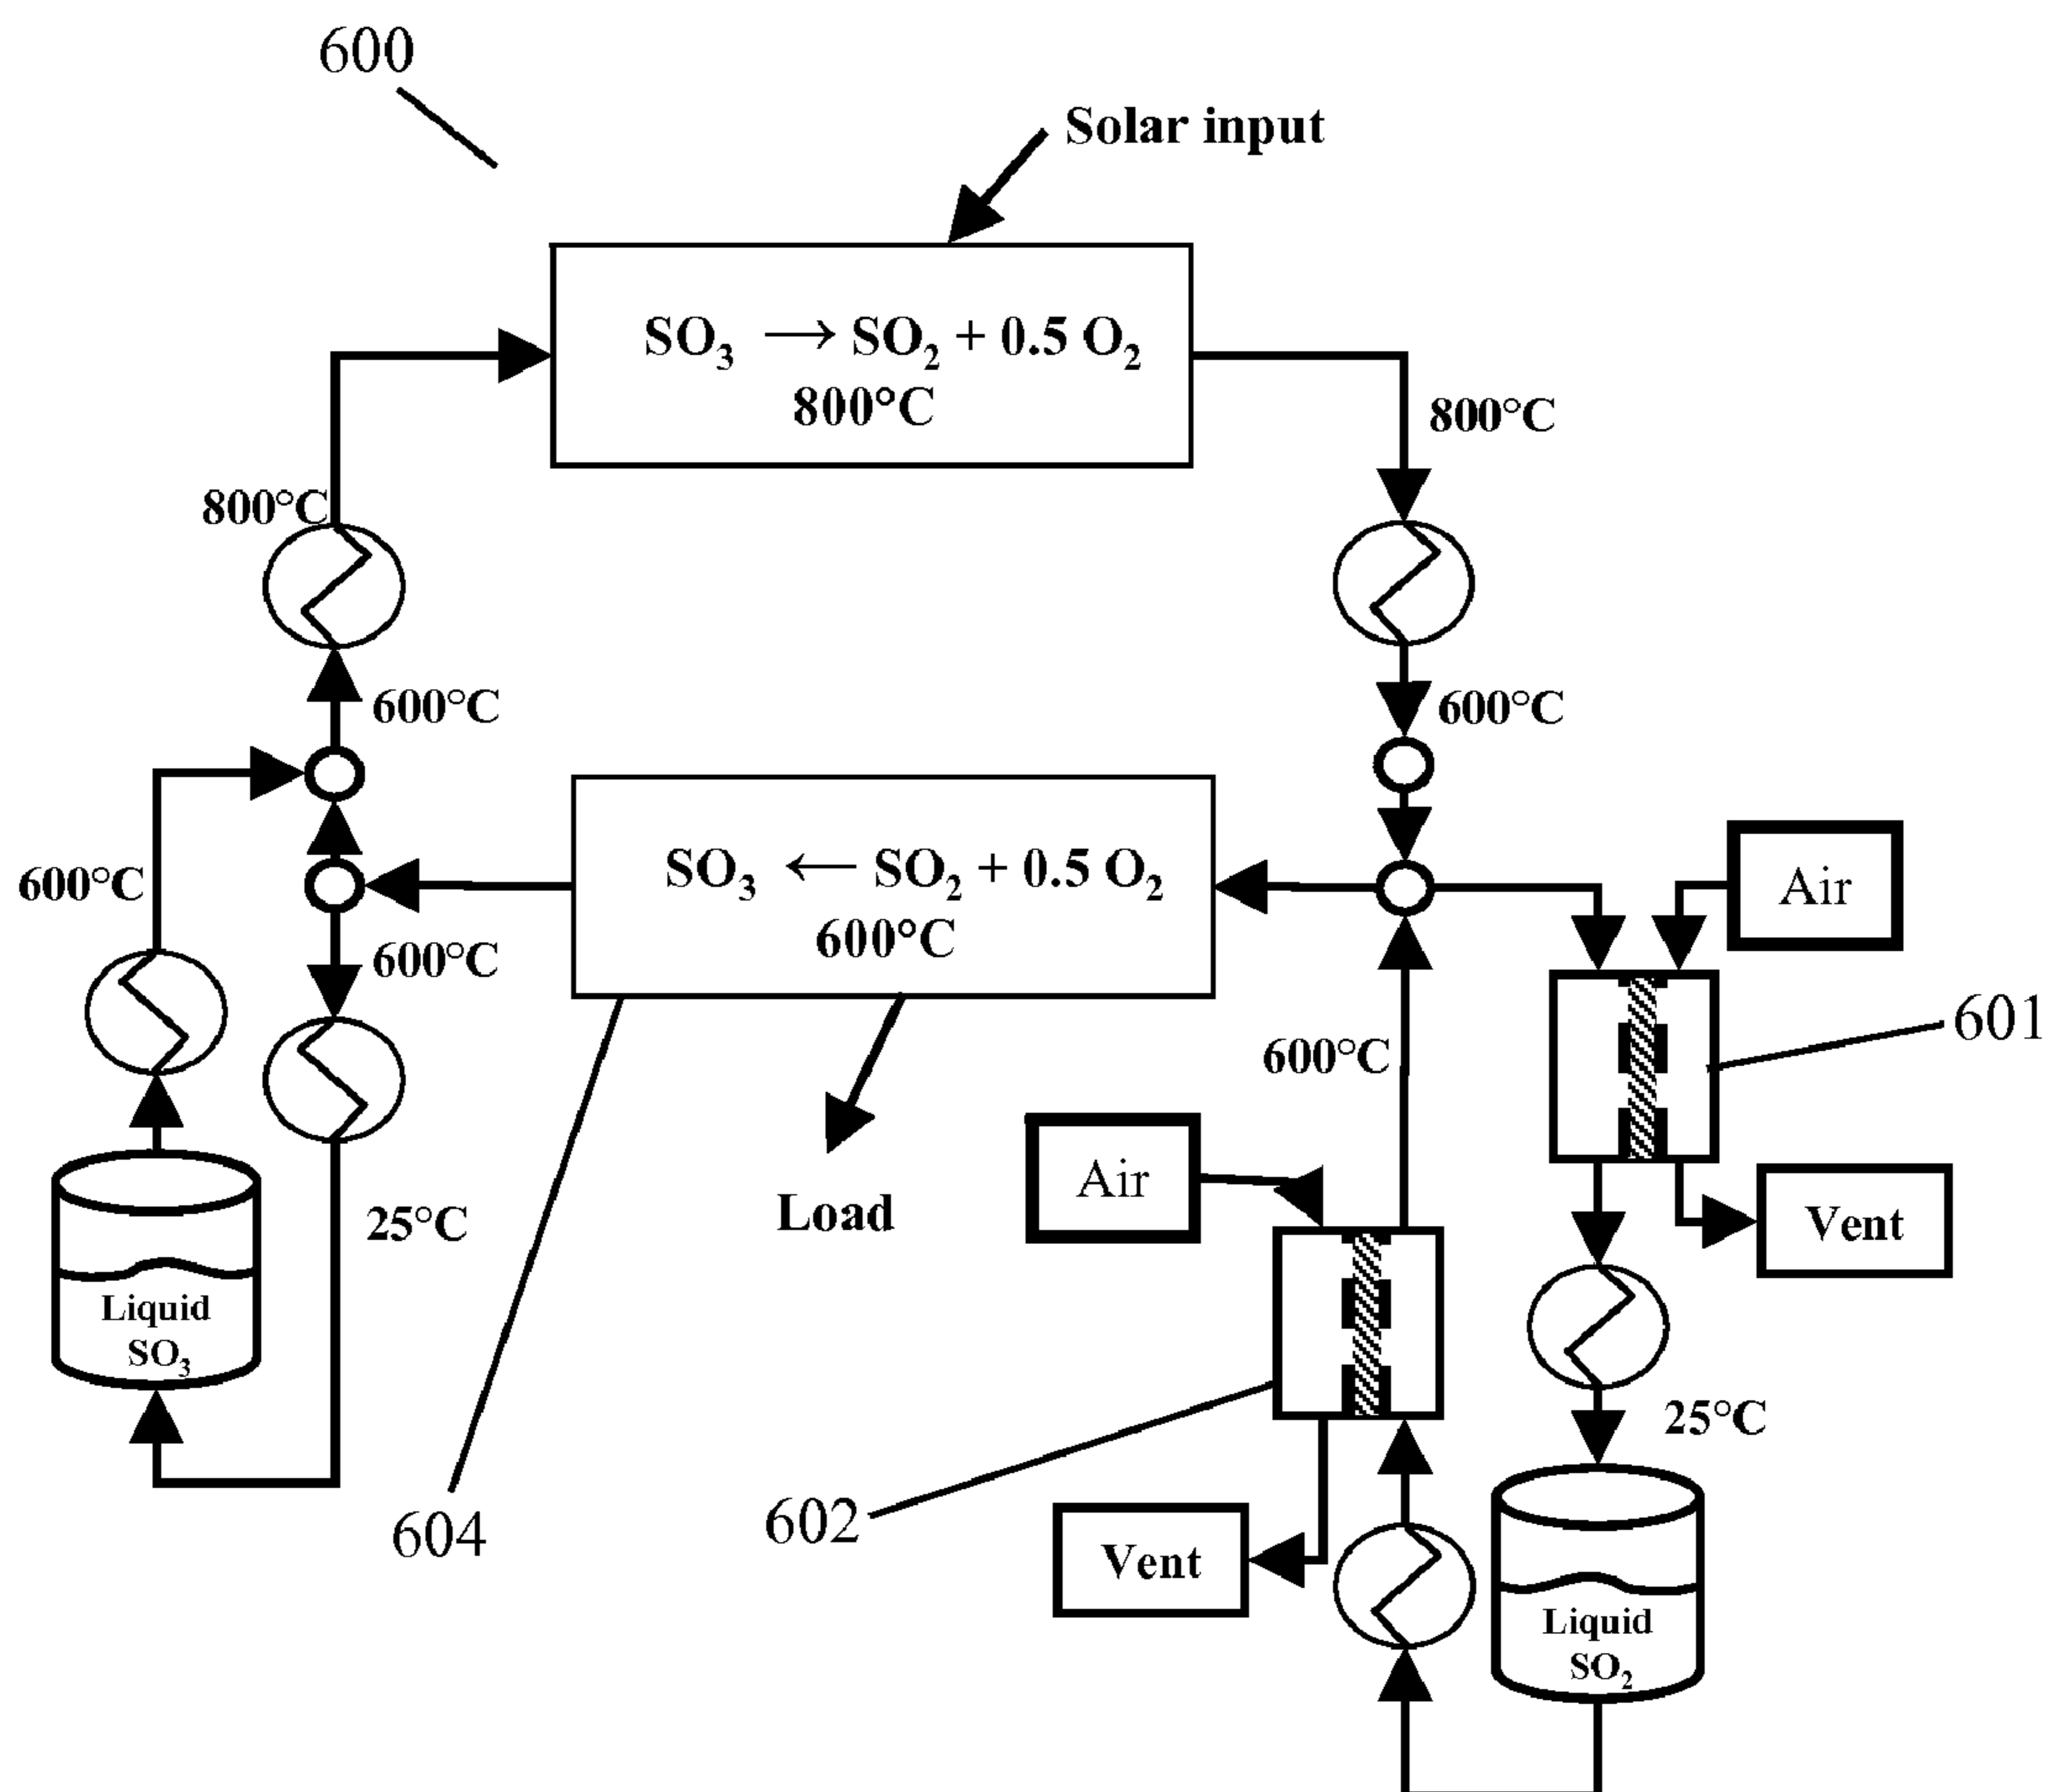 600
Solar input
SO₃ → SO₂ + 0.5 O₂
800°C
800°C
800°C
600°C
600°C
SO₃ ← SO₂ + 0.5 O₂
600°C
Air
600°C
600°C
601
600°C
Air
Load
25°C
Vent
Liquid
SO₃
25°C
604
602
Vent
Liquid
SO₂